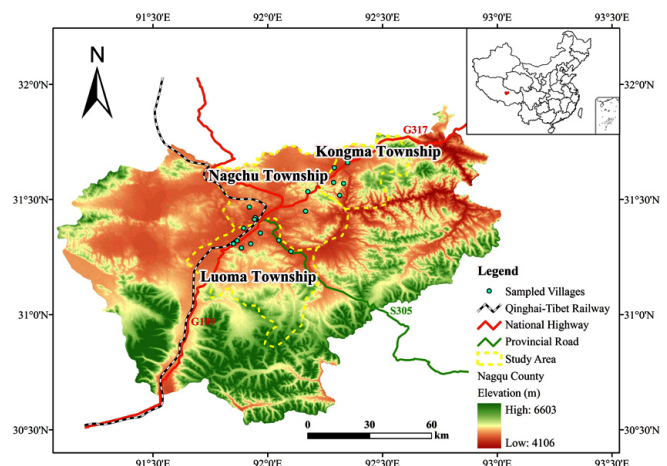 91°30'E 92°0'E 92°30'E 93°0'E 93°30'E
N
32°0'N
31°30'N
31°0'N
30°30'N
32°0'N
31°30'N
31°0'N
30°30'N
G317
Kongma Township
Nagchu Township
Luoma Township
S305
Legend
Sampled Villages
Qinghai-Tibet Railway
National Highway
Provincial Road
Study Area
Nagqu County
Elevation (m)
High: 6603
Low: 4106
0 30 60
km
91°30'E 92°0'E 92°30'E 93°0'E 93°30'E